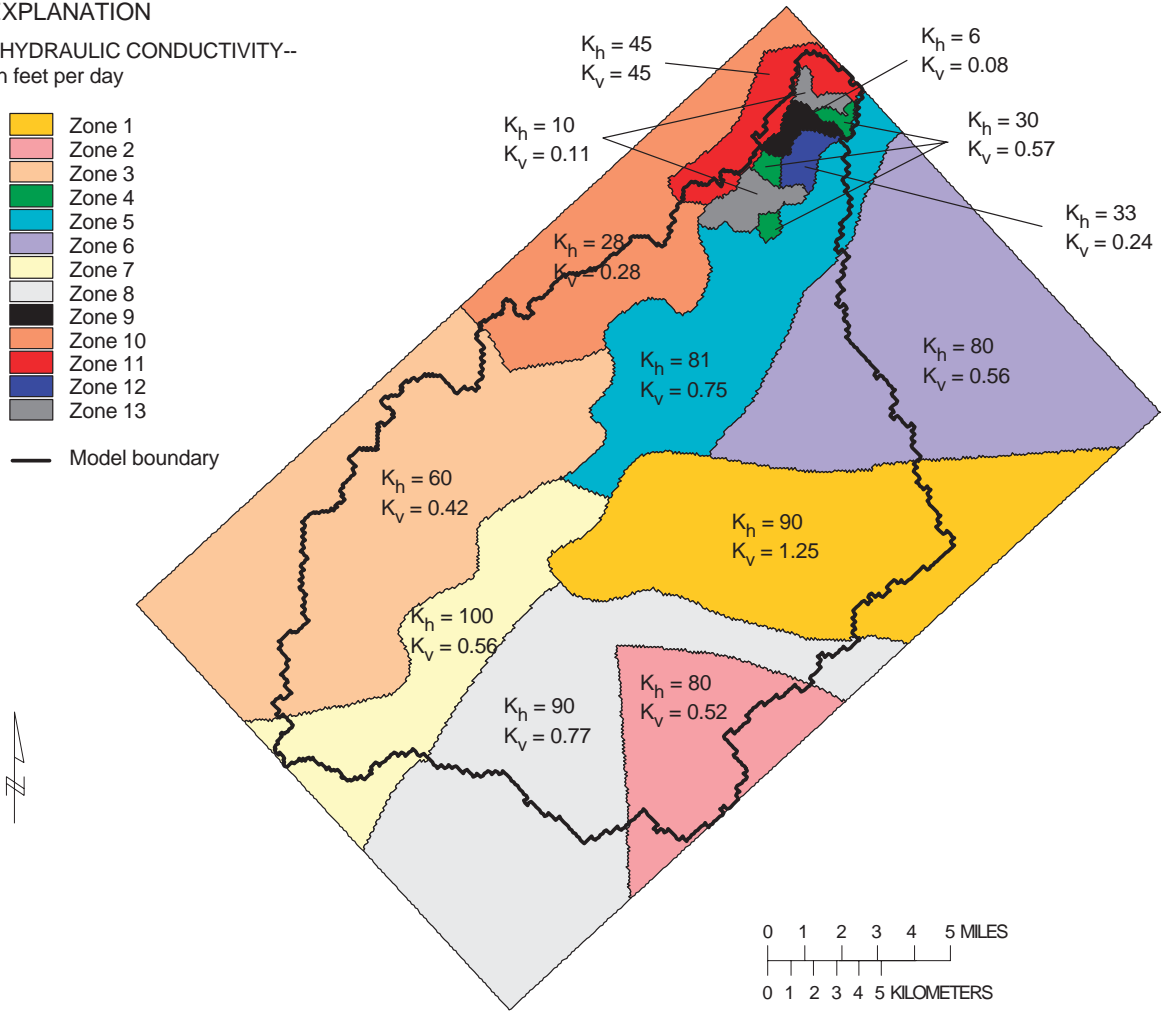 EXPLANATION
HYDRAULIC CONDUCTIVITY--
n feet per day
Zone 1
Zone 2
Zone 3
Zone 4
Zone 5
Zone 6
Zone 7
Zone 8
Zone 9
Zone 10
Zone 11
Zone 12
Zone 13
Model boundary
Kh = 45
Kv = 45
Kh = 6
Kv = 0.08
Kh = 10
Kv = 0.11
Kh = 30
Kv = 0.57
Kh = 33
Kv = 0.24
Kh = 28
Kv = 0.28
Kh = 81
Kv = 0.75
Kh = 80
Kv = 0.56
Kh = 60
Kv = 0.42
Kh = 90
Kv = 1.25
Kh = 100
Kv = 0.56
Kh = 80
Kv = 0.52
Kh = 90
Kv = 0.77
N
0 1 2 3 4 5 MILES
0 1 2 3 4 5 KILOMETERS